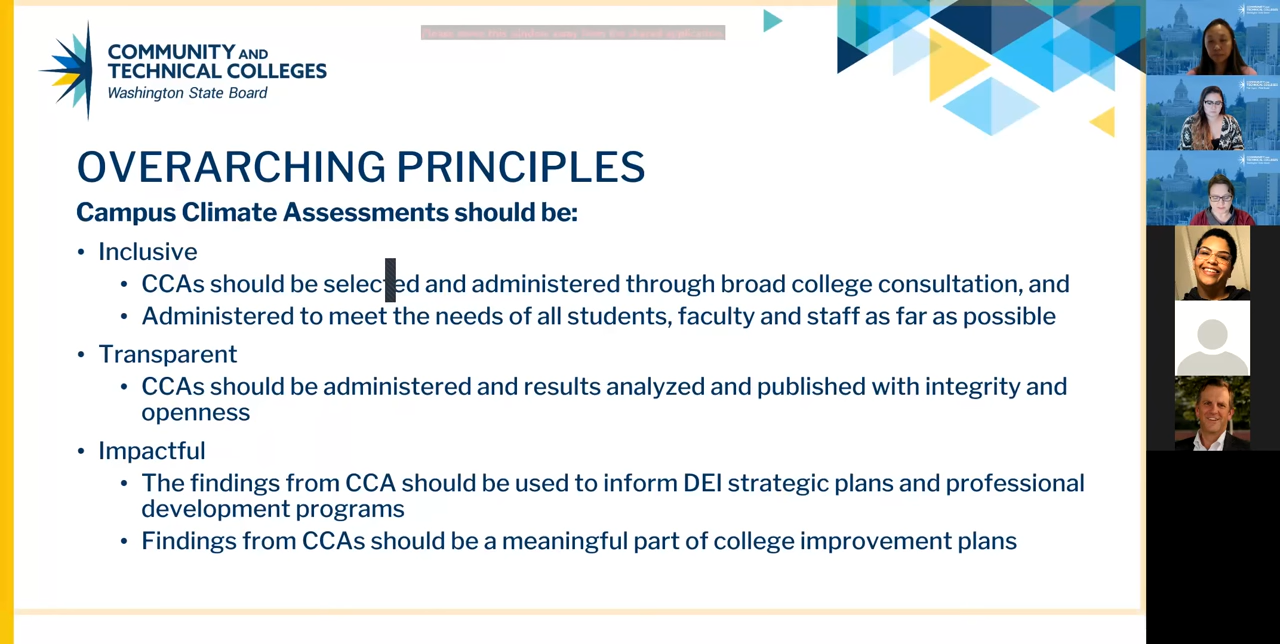 COMMUNITY AND
TECHNICAL COLLEGES
Washington State Board
OVERARCHING PRINCIPLES
Campus Climate Assessments should be:
• Inclusive
• CCAs should be selected and administered through broad college consultation, and
• Administered to meet the needs of all students, faculty and staff as far as possible
• Transparent
• CCAs should be administered and results analyzed and published with integrity and
openness
• Impactful
• The findings from CCA should be used to inform DEI strategic plans and professional
development programs
• Findings from CCAs should be a meaningful part of college improvement plans